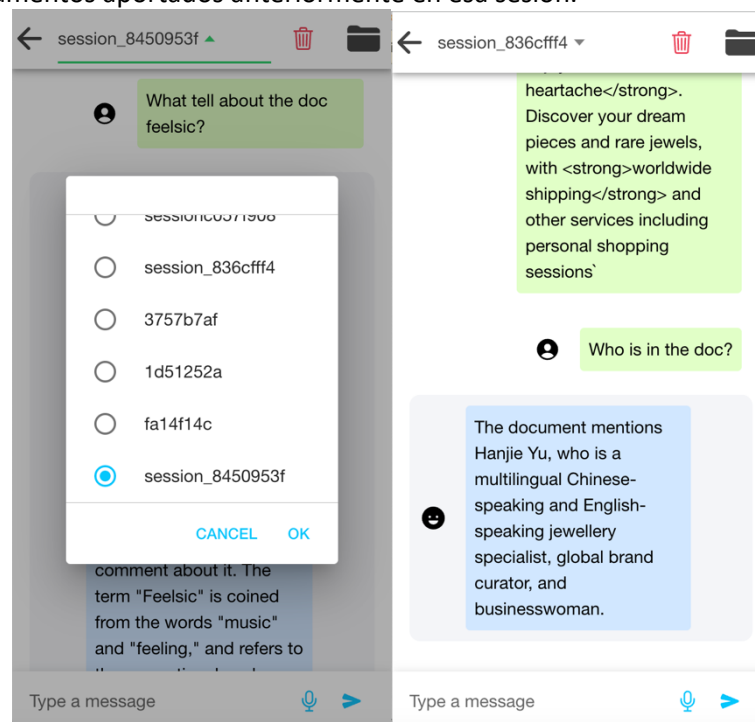 aportados anteriormente en esa sesión.
session_8450953f
What tell about the doc
feelsic?
session_836cfff4
3757b7af
1d51252a
fa14f14c
session_8450953f
CANCEL OK
comment about it. The
term "Feelsic" is coined
from the words "music"
and "feeling," and refers to
Type a message
session_836cfff4
heartache</strong>.
Discover your dream
pieces and rare jewels,
with <strong>worldwide
shipping</strong> and
other services including
personal shopping
sessions`
Who is in the doc?
The document mentions
Hanjie Yu, who is a
multilingual Chinese-
speaking and English-
speaking jewellery
specialist, global brand
curator, and
businesswoman.
Type a message